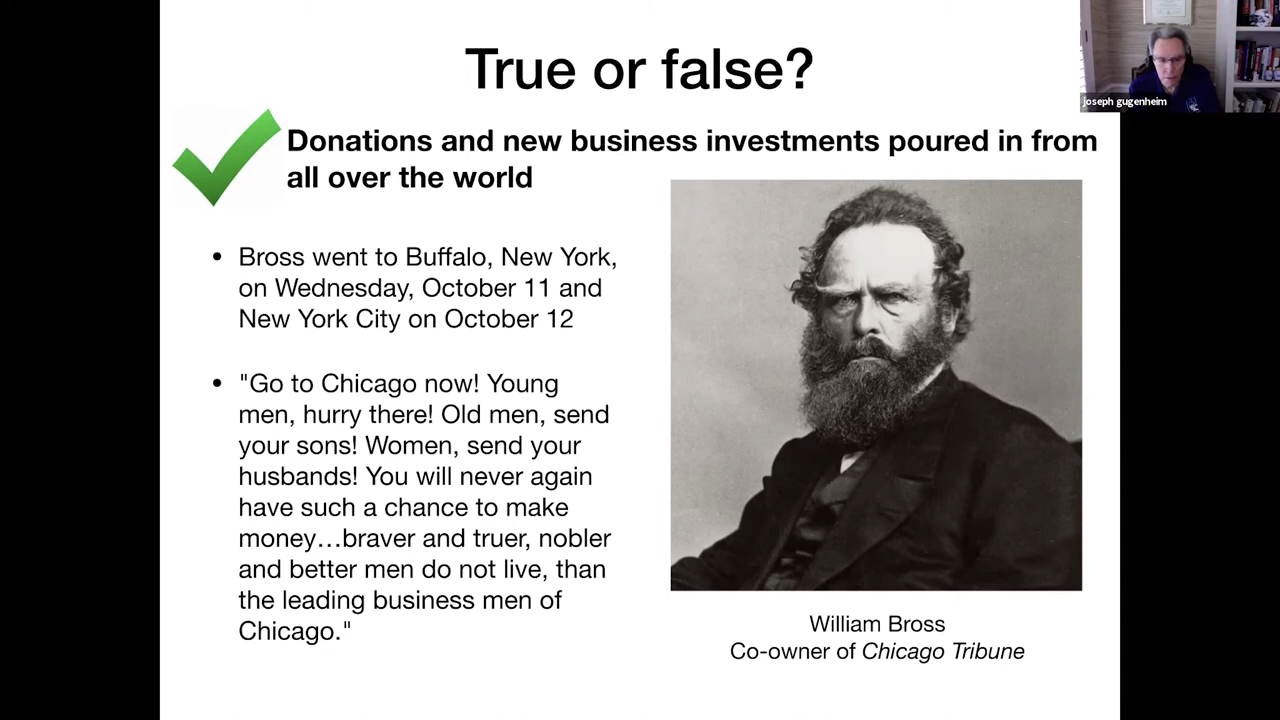 True or false?
joseph gugenheim
Donations and new business investments poured in from
all over the world
• Bross went to Buffalo, New York,
on Wednesday, October 11 and
New York City on October 12
• "Go to Chicago now! Young
men, hurry there! Old men, send
your sons! Women, send your
husbands! You will never again
have such a chance to make
money…braver and truer, nobler
and better men do not live, than
the leading business men of
Chicago."
William Bross
Co-owner of Chicago Tribune